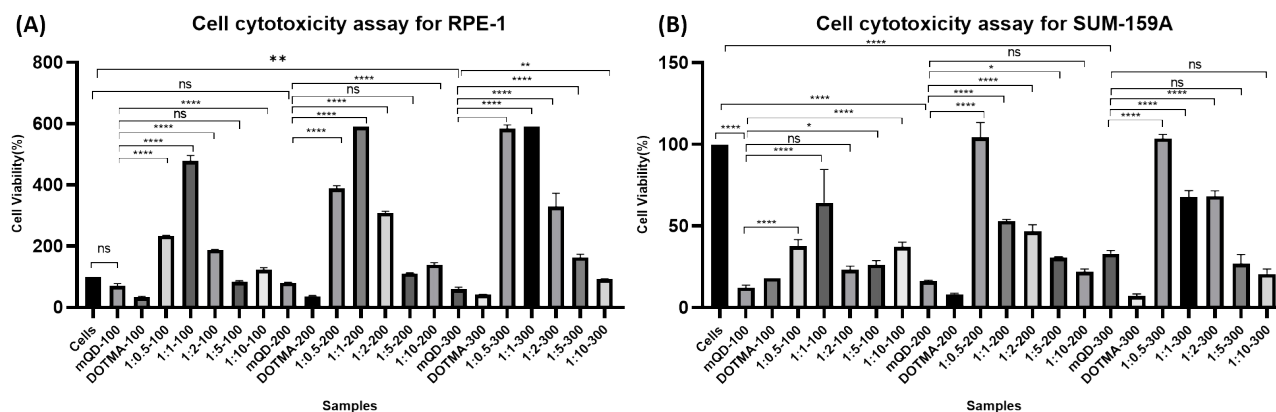 (A)
Cell cytotoxicity assay for RPE-1
Cell Viability(%)
800
600
400
200
0
**
ns
****
ns
****
****
****
ns
****
****
ns
****
****
****
**
****
****
****
Cells
mQD-100
DOTMA-100
1:0.5-100
1:1-100
1:2-100
1:5-100
1:10-100
mQD-200
DOTMA-200
1:0.5-200
1:1-200
1:2-200
1:5-200
1:10-200
mQD-300
DOTMA-300
1:0.5-300
1:1-300
1:2-300
1:5-300
1:10-300
Samples
(B)
Cell cytotoxicity assay for SUM-159A
Cell Viability(%)
150
100
50
0
****
****
****
****
*
ns
****
****
ns
*
****
****
****
ns
****
****
****
****
Cells
mQD-100
DOTMA-100
1:0.5-100
1:1-100
1:2-100
1:5-100
1:10-100
mQD-200
DOTMA-200
1:0.5-200
1:1-200
1:2-200
1:5-200
1:10-200
mQD-300
DOTMA-300
1:0.5-300
1:1-300
1:2-300
1:5-300
1:10-300
Samples